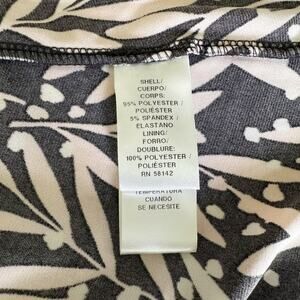 SHELL/
CUERPO/
CORPS:
95% POLYESTER /
POLIÉSTER
5% SPANDEX /
ELASTANO
LINING/
FORRO/
DOUBLURE:
100% POLYESTER /
POLIÉSTER
RN 58142
TEMPERATURA
CUANDO
SE NECESITE